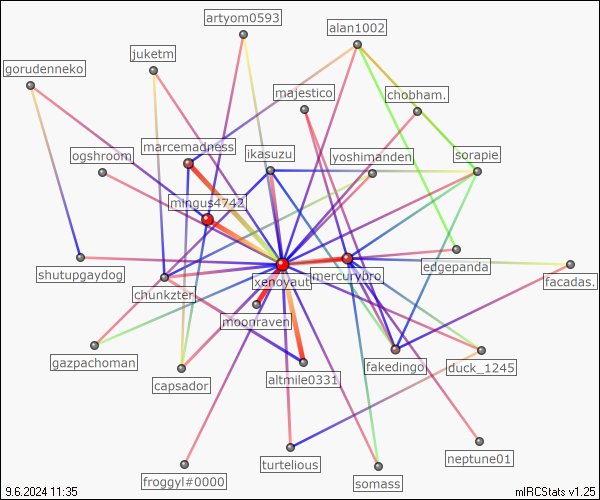 artyom0593
alan1002
juketm
gorudenneko
majestico
chobham.
marcemadness
ikasuzu
yoshimanden
sorapie
ogshroom
mingus4742
shutupgaydog
chunkzter
xenoyaut
mercurybro
edgepanda
facadas.
moonraven
gazpachoman
capsador
altmile0331
fakedingo
duck_1245
froggyl#0000
turtelious
somass
neptune01
9.6.2024 11:35
mIRCStats v1.25